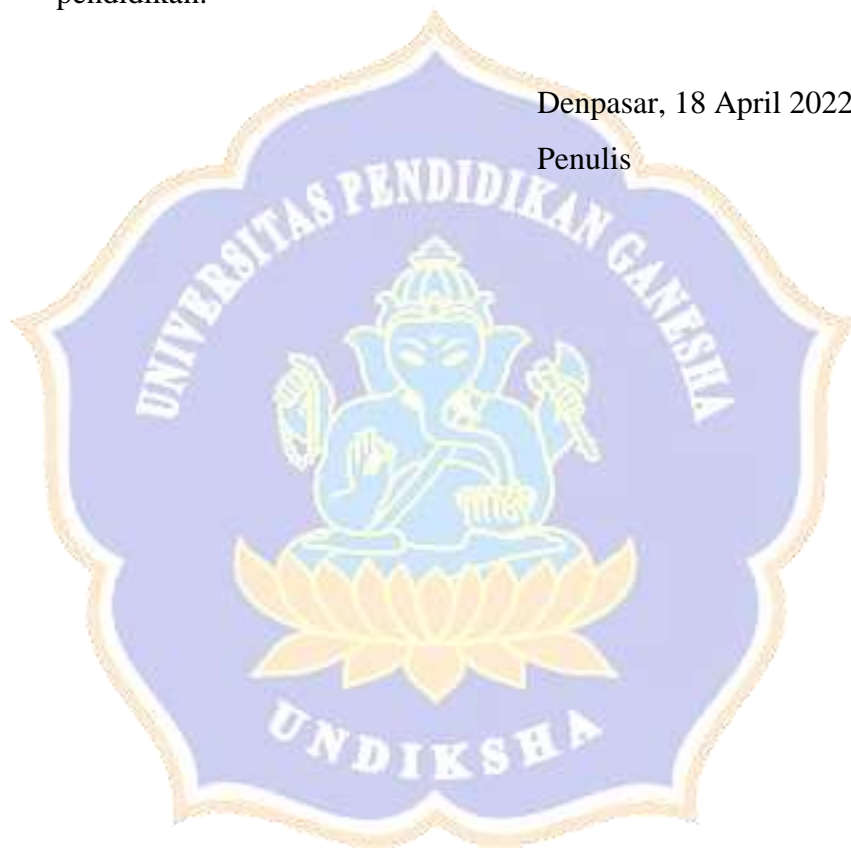 pendidikan.
Denpasar, 18 April 2022
Penulis
UNIVERSITAS PENDIDIKAN GANESHA
UNDIKSHA